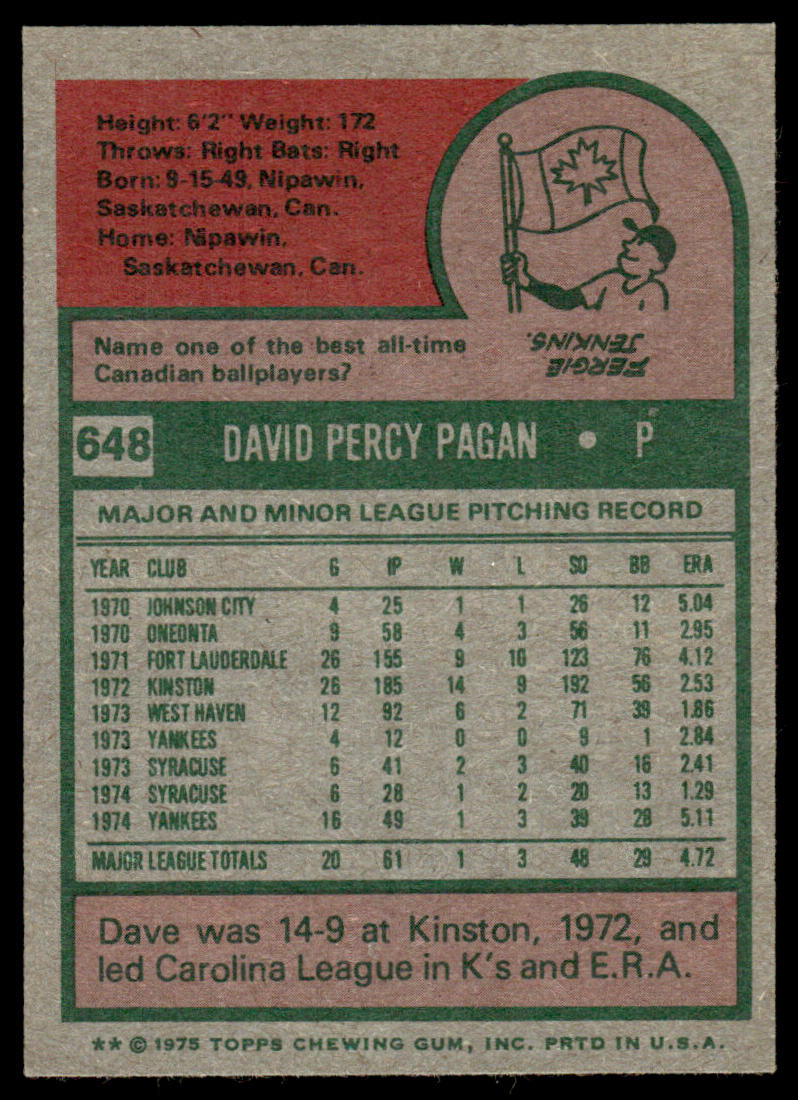 Height: 6'2" Weight: 172
Throws: Right Bats: Right
Born: 9-15-49, Nipawin,
Saskatchewan, Can.
Home: Nipawin,
Saskatchewan, Can.
Name one of the best all-time
Canadian ballplayers?
FERGIE
JENKINS.
648 DAVID PERCY PAGAN • P
MAJOR AND MINOR LEAGUE PITCHING RECORD
YEAR CLUB G IP W L SO BB ERA
1970 JOHNSON CITY 4 25 1 1 26 12 5.04
1970 ONEONTA 9 58 4 3 56 11 2.95
1971 FORT LAUDERDALE 26 155 9 10 123 76 4.12
1972 KINSTON 26 185 14 9 192 56 2.53
1973 WEST HAVEN 12 92 6 2 71 39 1.86
1973 YANKEES 4 12 0 0 9 1 2.84
1973 SYRACUSE 6 41 2 3 40 16 2.41
1974 SYRACUSE 6 28 1 2 20 13 1.29
1974 YANKEES 16 49 1 3 39 28 5.11
MAJOR LEAGUE TOTALS 20 61 1 3 48 29 4.72
Dave was 14-9 at Kinston, 1972, and
led Carolina League in K's and E.R.A.
** © 1975 TOPPS CHEWING GUM, INC. PRTD IN U.S.A.